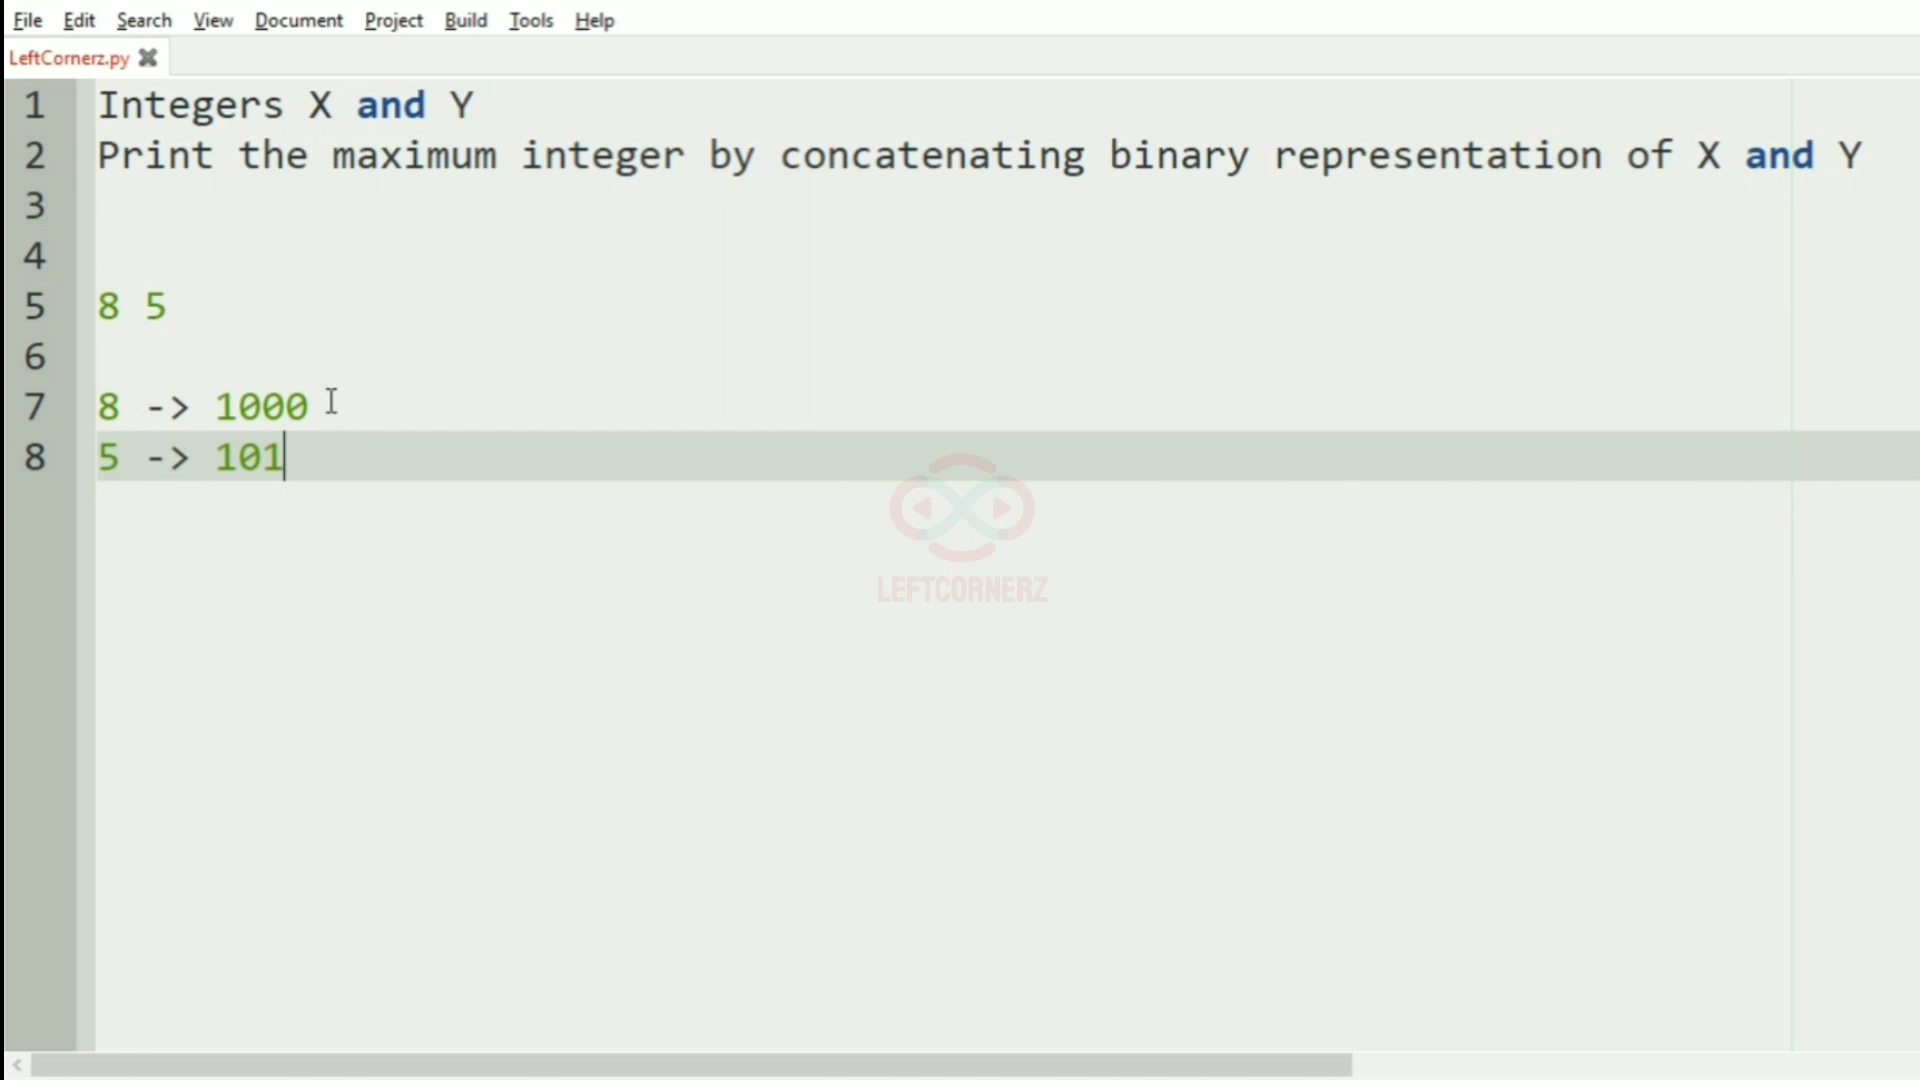 File Edit Search View Document Project Build Tools Help
LeftCornerz.py
1 Integers X and Y
2 Print the maximum integer by concatenating binary representation of X and Y
3
4
5 8 5
6
7 8 -> 1000
8 5 -> 101
LEFTCORNERZ